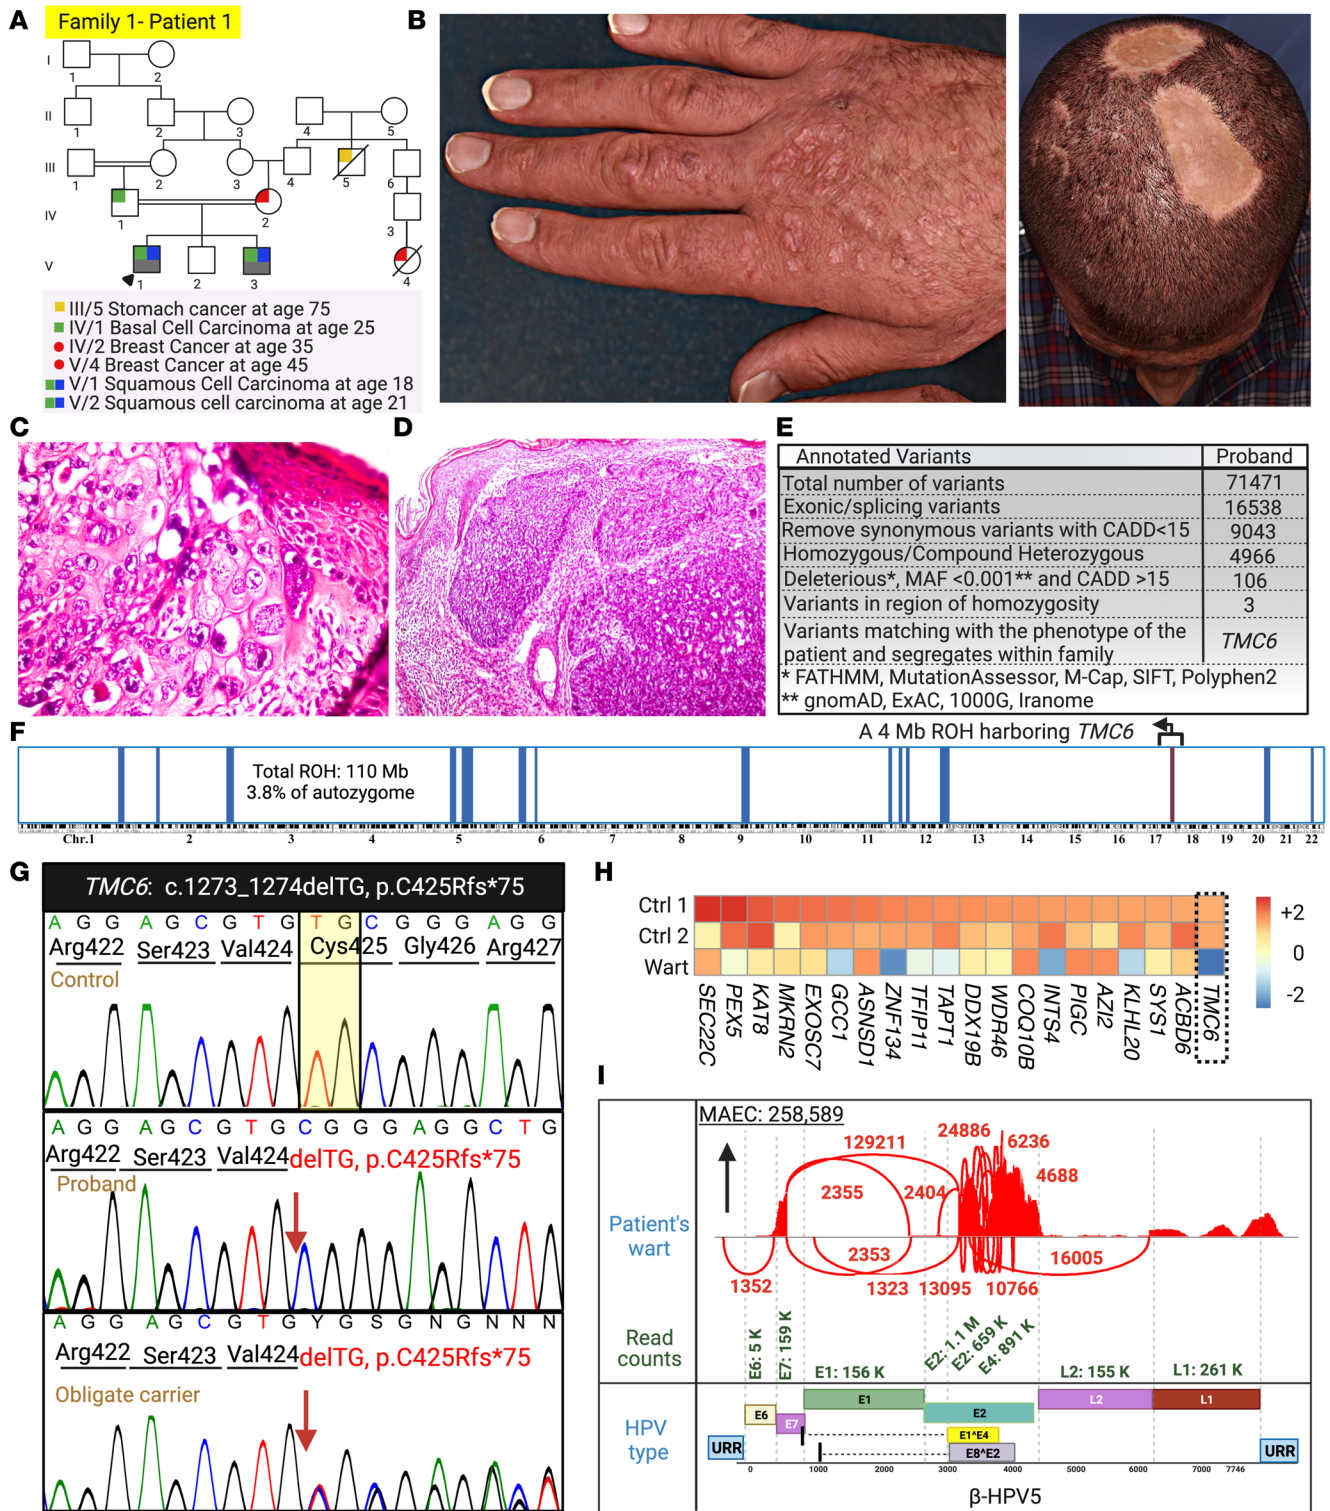 A
Family 1- Patient 1
I
1
2
II
1
2
3
4
5
III
1
2
3
4
5
6
IV
1
2
3
V
1
2
3
4
III/5 Stomach cancer at age 75
IV/1 Basal Cell Carcinoma at age 25
IV/2 Breast Cancer at age 35
V/4 Breast Cancer at age 45
V/1 Squamous Cell Carcinoma at age 18
V/2 Squamous cell carcinoma at age 21
B
C
D
E
Annotated Variants Proband
Total number of variants 71471
Exonic/splicing variants 16538
Remove synonymous variants with CADD<15 9043
Homozygous/Compound Heterozygous 4966
Deleterious*, MAF <0.001** and CADD >15 106
Variants in region of homozygosity 3
Variants matching with the phenotype of the
patient and segregates within family TMC6
* FATHMM, MutationAssessor, M-Cap, SIFT, Polyphen2
** gnomAD, ExAC, 1000G, Iranome
F
A 4 Mb ROH harboring TMC6
Total ROH: 110 Mb
3.8% of autozygome
Chr.1 2 3 4 5 6 7 8 9 10 11 12 13 14 15 16 17 18 19 20 21 22
G
TMC6: c.1273_1274delTG, p.C425Rfs*75
A G G A G C G T G T G C G G G A G G
Arg422 Ser423 Val424 Cys425 Gly426 Arg427
Control
A G G A G C G T G C G G G A G G C T G
Arg422 Ser423 Val424 delTG, p.C425Rfs*75
Proband
A G G A G C G T G Y G S G N G N N N
Arg422 Ser423 Val424 delTG, p.C425Rfs*75
Obligate carrier
H
Ctrl 1
Ctrl 2
Wart
SEC22C
PEX5
KAT8
MKRN2
EXOSC7
GCC1
ASNSD1
ZNF134
TFIP11
TAPT1
DDX19B
WDR46
COQ10B
INTS4
PIGC
AZI2
KLHL20
SYS1
ACBD6
TMC6
+2
0
-2
I
MAEC: 258,589
129211
24886
6236
4688
2355
2404
2353
16005
1352
1323
13095
10766
Patient's
wart
Read
counts
E6: 5 K
E7: 159 K
E1: 156 K
E2: 1.1 M
E2: 659 K
E4: 891 K
L2: 155 K
L1: 261 K
HPV
type
URR
E6
E7
E1
E2
E1^E4
E8^E2
L2
L1
URR
0 1000 2000 3000 4000 5000 6000 7000 7746
β-HPV5